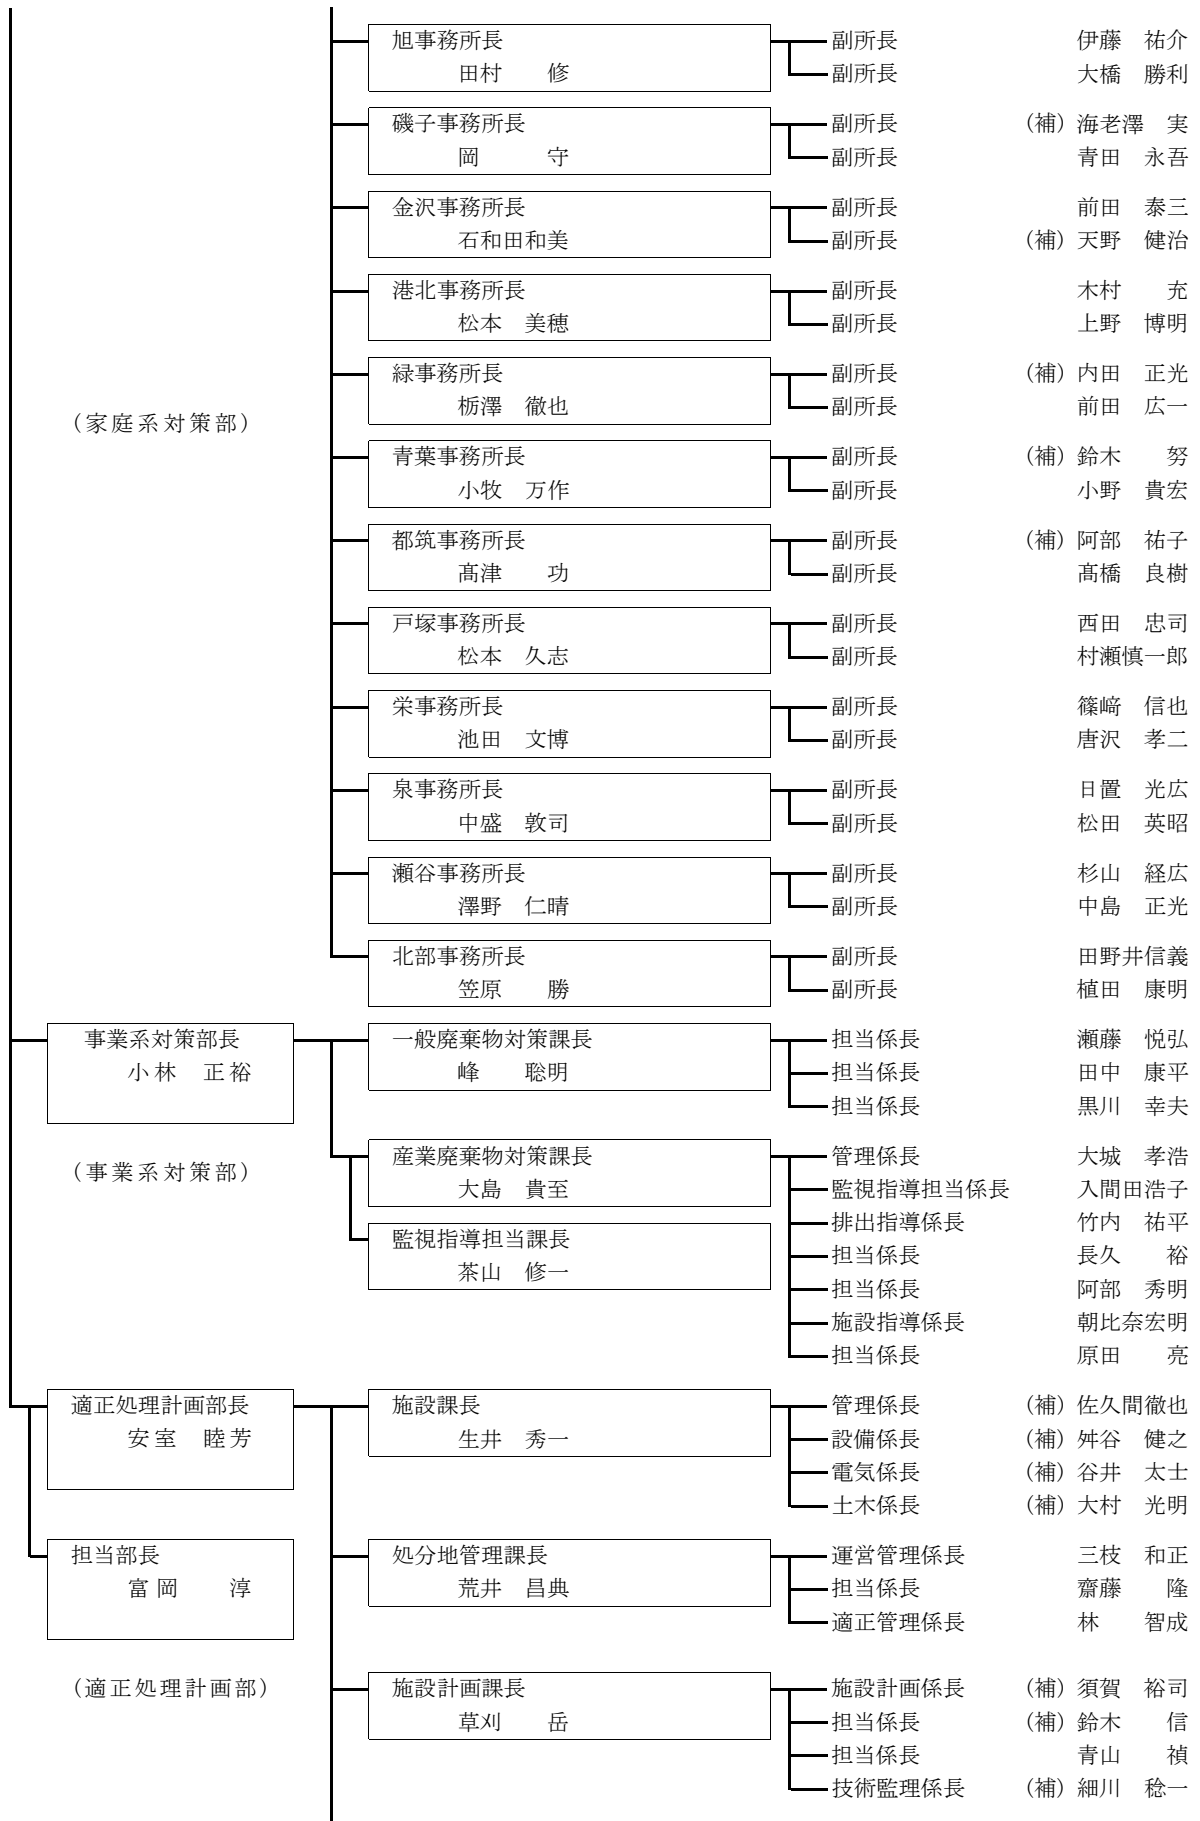 旭事務所長 副所長 伊藤 祐介
田村 修 副所長 大橋 勝利
磯子事務所長 副所長 (補) 海老澤 実
岡 守 副所長 青田 永吾
金沢事務所長 副所長 前田 泰三
石和田和美 副所長 (補) 天野 健治
港北事務所長 副所長 木村 充
松本 美穂 副所長 上野 博明
緑事務所長 副所長 (補) 内田 正光
栃澤 徹也 副所長 前田 広一
(家庭系対策部)
青葉事務所長 副所長 (補) 鈴木 努
小牧 万作 副所長 小野 貴宏
都筑事務所長 副所長 (補) 阿部 祐子
髙津 功 副所長 髙橋 良樹
戸塚事務所長 副所長 西田 忠司
松本 久志 副所長 村瀬慎一郎
栄事務所長 副所長 篠﨑 信也
池田 文博 副所長 唐沢 孝二
泉事務所長 副所長 日置 光広
中盛 敦司 副所長 松田 英昭
瀬谷事務所長 副所長 杉山 経広
澤野 仁晴 副所長 中島 正光
北部事務所長 副所長 田野井信義
笠原 勝 副所長 植田 康明
事業系対策部長 一般廃棄物対策課長 担当係長 瀬藤 悦弘
小林 正裕 峰 聡明 担当係長 田中 康平
担当係長 黒川 幸夫
(事業系対策部) 産業廃棄物対策課長 管理係長 大城 孝浩
大島 貴至 監視指導担当係長 入間田浩子
排出指導係長 竹内 祐平
監視指導担当課長 担当係長 長久 裕
茶山 修一 担当係長 阿部 秀明
施設指導係長 朝比奈宏明
担当係長 原田 亮
適正処理計画部長 施設課長 管理係長 (補) 佐久間徹也
安室 睦芳 生井 秀一 設備係長 (補) 舛谷 健之
電気係長 (補) 谷井 太士
土木係長 (補) 大村 光明
担当部長 処分地管理課長 運営管理係長 三枝 和正
富岡 淳 荒井 昌典 担当係長 齋藤 隆
適正管理係長 林 智成
(適正処理計画部) 施設計画課長 施設計画係長 (補) 須賀 裕司
草刈 岳 担当係長 (補) 鈴木 信
担当係長 青山 禎
技術監理係長 (補) 細川 稔一